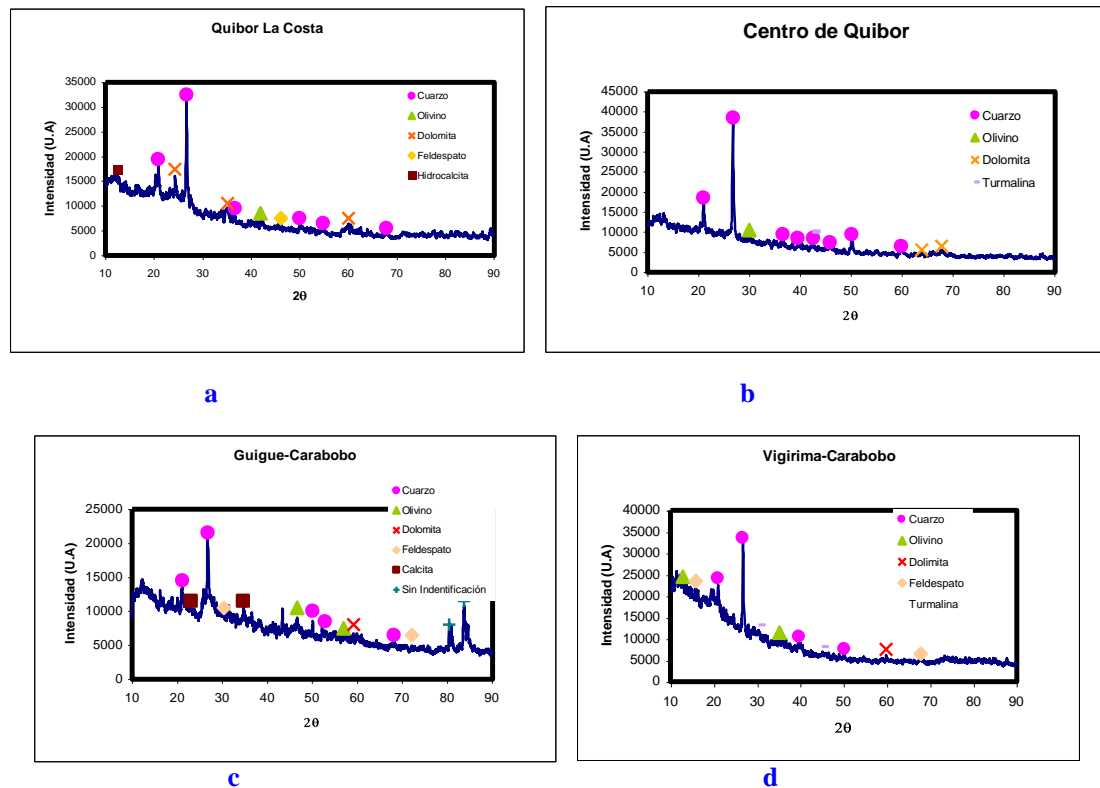 Quibor La Costa
Intensidad (U.A)
35000
30000
25000
20000
15000
10000
5000
0
10 20 30 40 50 60 70 80 90
2θ
Cuarzo
Olivino
Dolomita
Feldespato
Hidrocalcita
a
Centro de Quibor
Intensidad (U.A)
45000
40000
35000
30000
25000
20000
15000
10000
5000
0
10 20 30 40 50 60 70 80 90
2θ
Cuarzo
Olivino
Dolomita
Turmalina
b
Guigue-Carabobo
Intensidad (U.A)
25000
20000
15000
10000
5000
0
10 20 30 40 50 60 70 80 90
2θ
Cuarzo
Olivino
Dolomita
Feldespato
Calcita
Sin Indentificación
c
Vigirima-Carabobo
Intensidad (U.A)
40000
35000
30000
25000
20000
15000
10000
5000
0
10 20 30 40 50 60 70 80 90
2θ
Cuarzo
Olivino
Dolimita
Feldespato
Turmalina
d